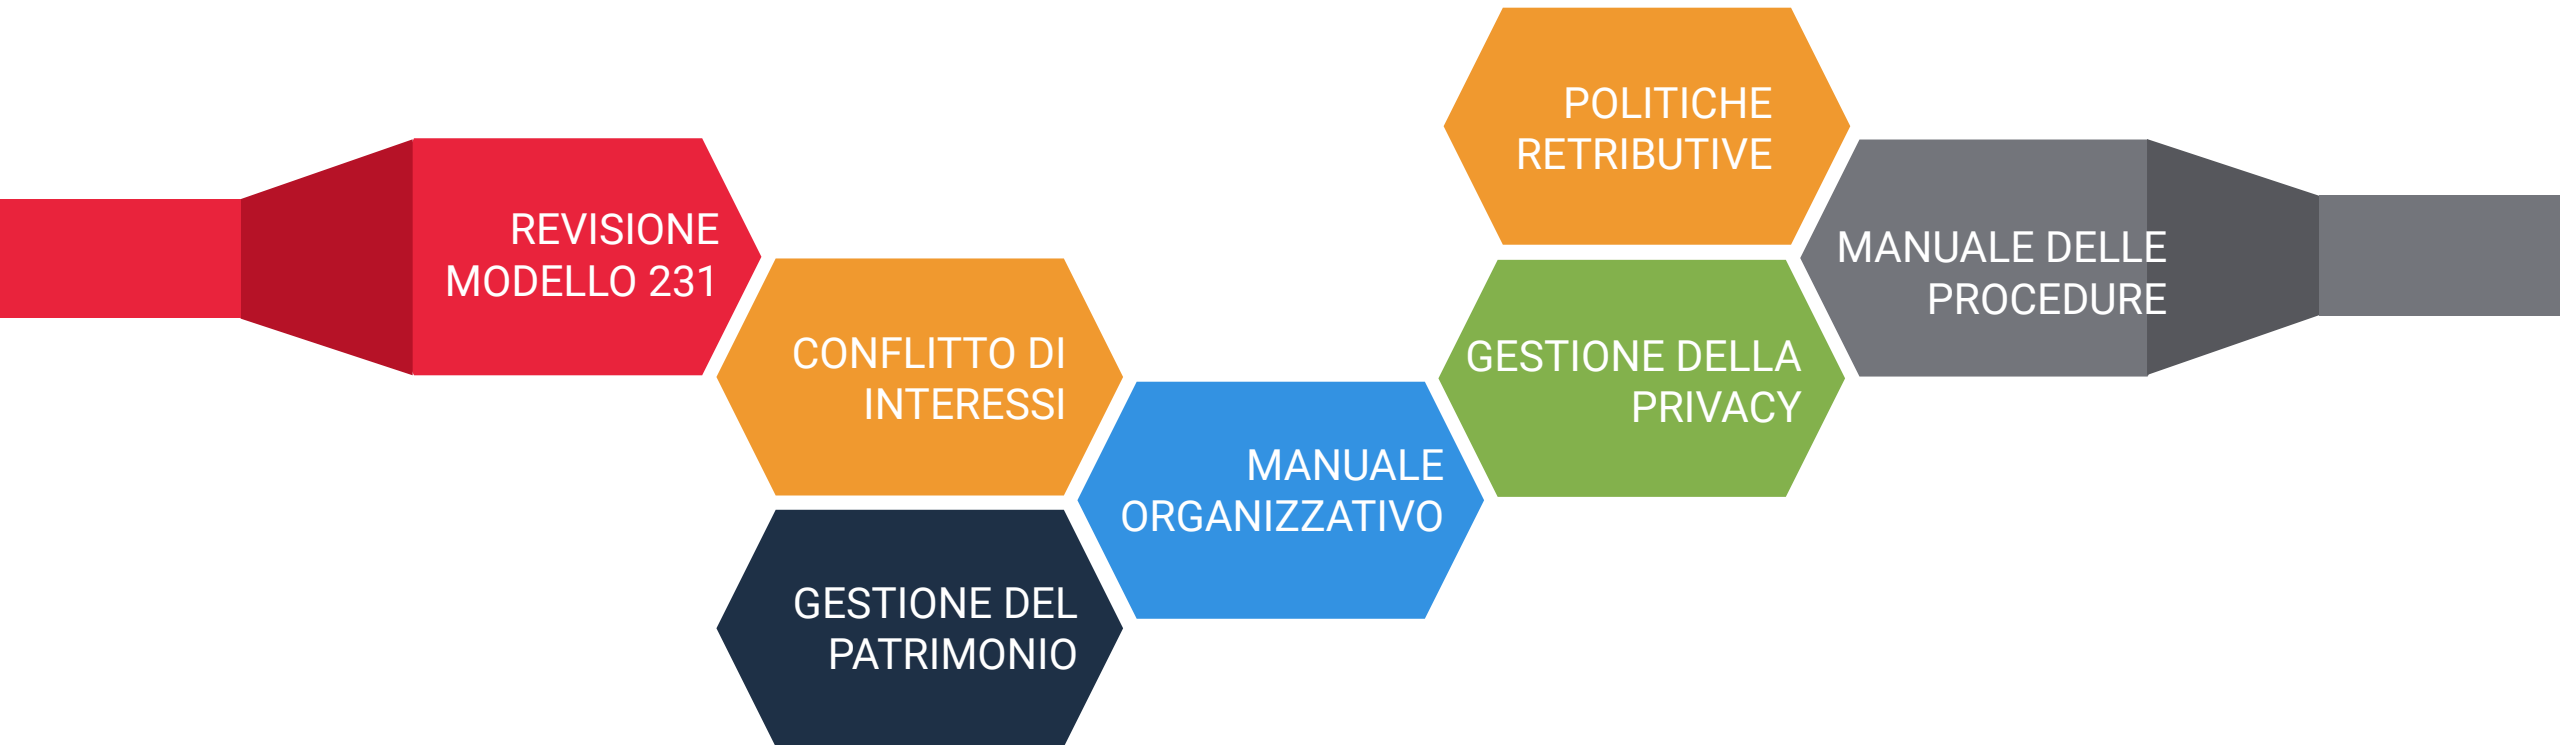 REVISIONE
MODELLO 231
CONFLITTO DI
INTERESSI
GESTIONE DEL
PATRIMONIO
MANUALE
ORGANIZZATIVO
POLITICHE
RETRIBUTIVE
GESTIONE DELLA
PRIVACY
MANUALE DELLE
PROCEDURE